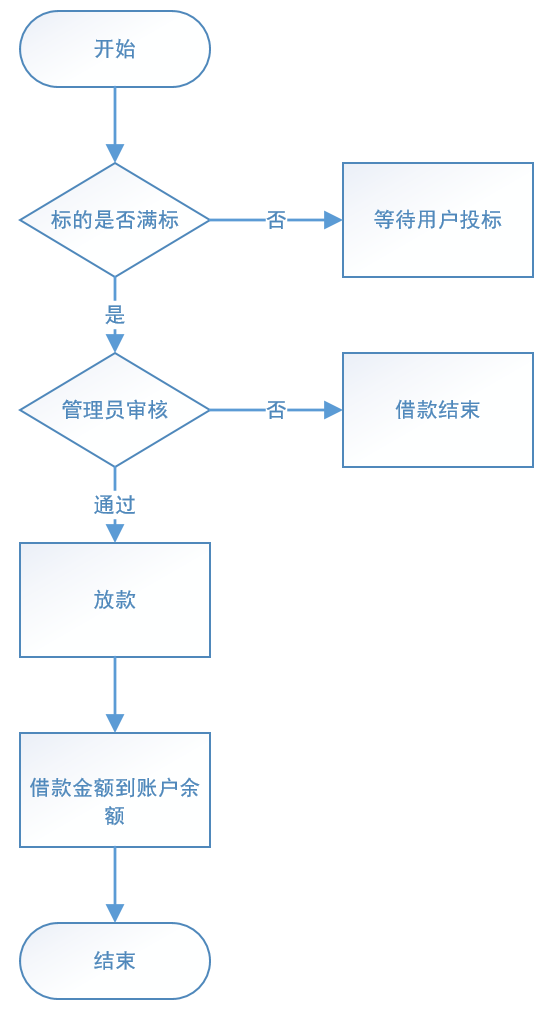 开始
标的是否满标
否
等待用户投标
是
管理员审核
否
借款结束
通过
放款
借款金额到账户余
额
结束